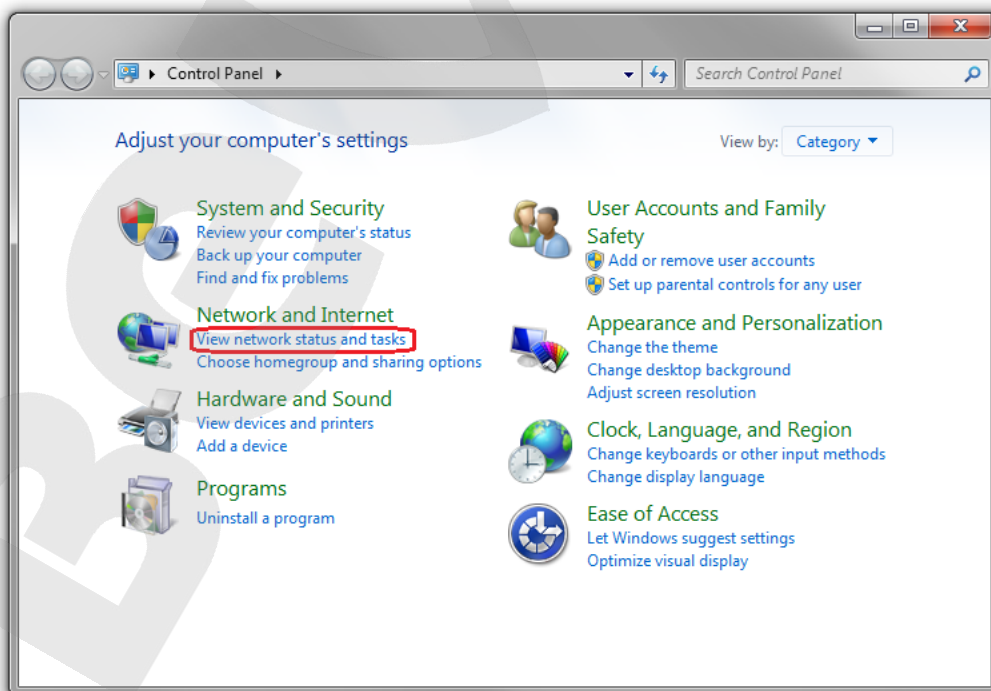 Control Panel
Search Control Panel
Adjust your computer's settings
View by: Category
System and Security
Review your computer's status
Back up your computer
Find and fix problems
Network and Internet
View network status and tasks
Choose homegroup and sharing options
Hardware and Sound
View devices and printers
Add a device
Programs
Uninstall a program
User Accounts and Family
Safety
Add or remove user accounts
Set up parental controls for any user
Appearance and Personalization
Change the theme
Change desktop background
Adjust screen resolution
Clock, Language, and Region
Change keyboards or other input methods
Change display language
Ease of Access
Let Windows suggest settings
Optimize visual display